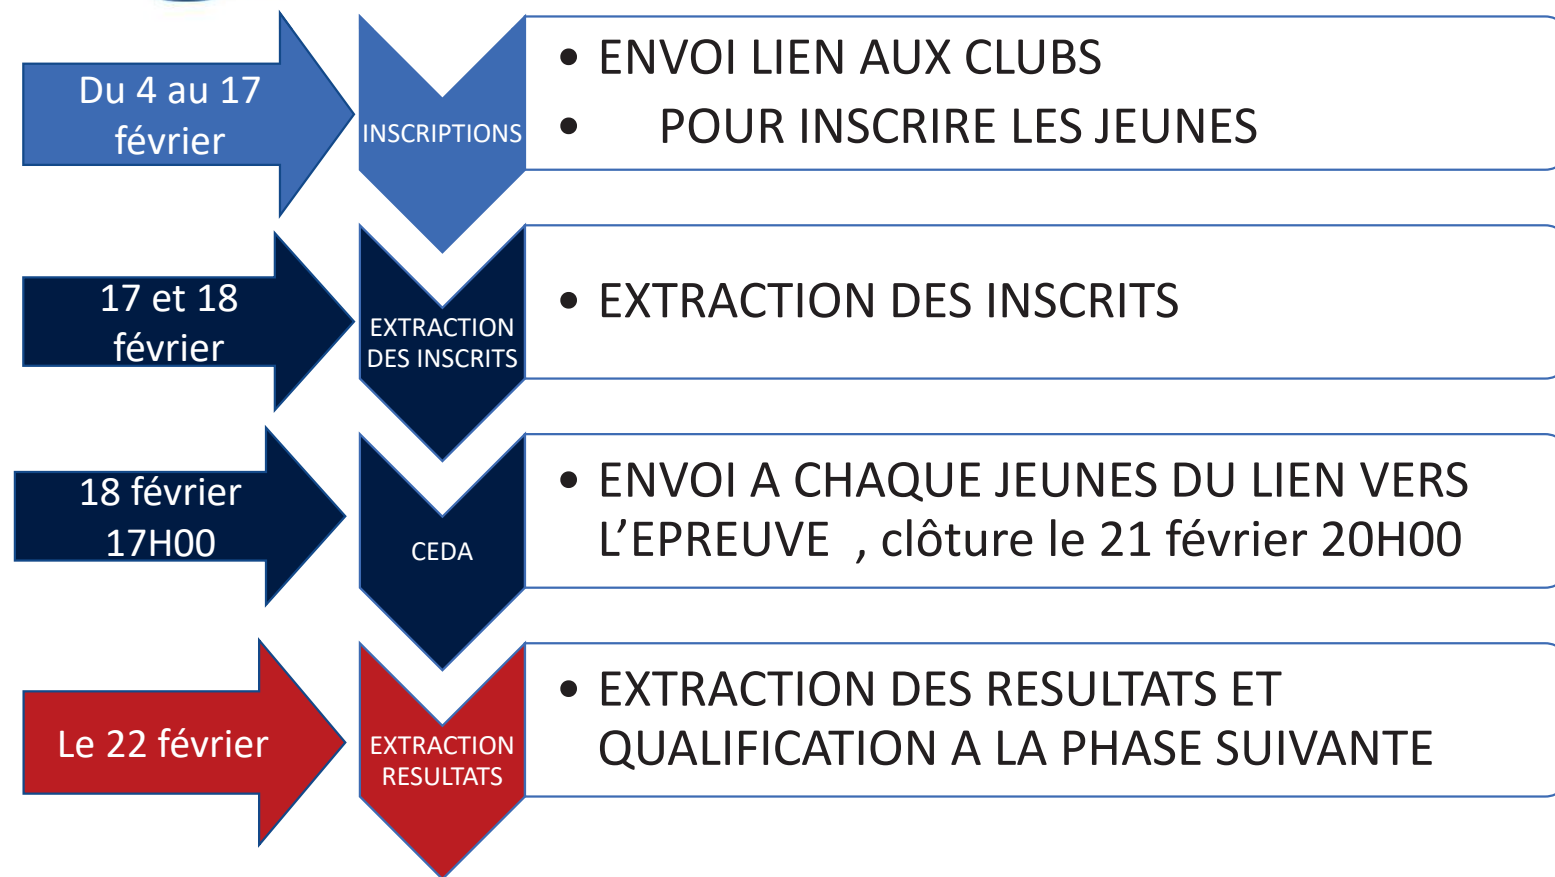 Du 4 au 17
février
INSCRIPTIONS
• ENVOI LIEN AUX CLUBS
• POUR INSCRIRE LES JEUNES
17 et 18
février
EXTRACTION
DES INSCRITS
• EXTRACTION DES INSCRITS
18 février
17H00
CEDA
• ENVOI A CHAQUE JEUNES DU LIEN VERS
L’EPREUVE , clôture le 21 février 20H00
Le 22 février
EXTRACTION
RESULTATS
• EXTRACTION DES RESULTATS ET
QUALIFICATION A LA PHASE SUIVANTE